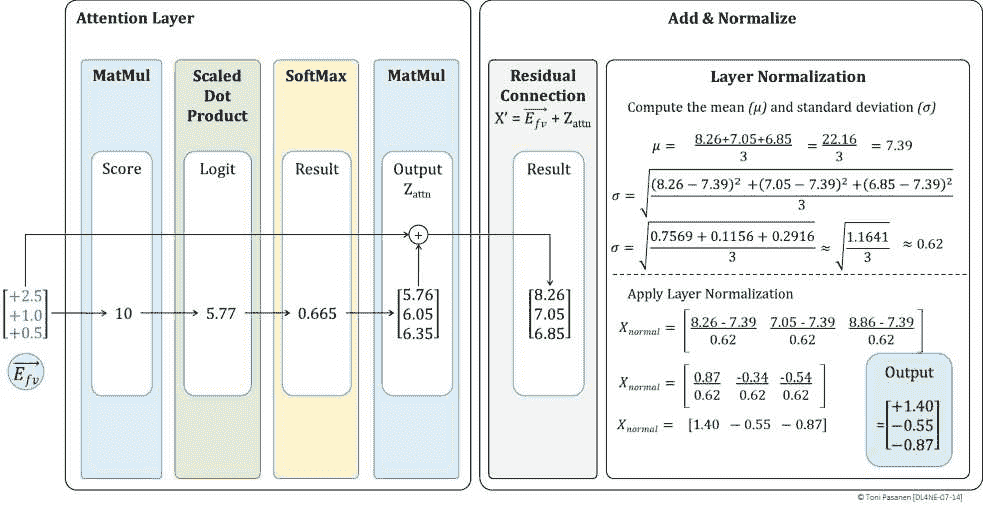 Attention Layer
MatMul
Score
10
Scaled
Dot
Product
Logit
5.77
SoftMax
Result
0.665
MatMul
Output
Zattn
+
[5.76
6.05
6.35]
[+2.5
+1.0
+0.5]
Efv
Add & Normalize
Residual
Connection
X′ = Efv + Zattn
Result
[8.26
7.05
6.85]
Layer Normalization
Compute the mean (μ) and standard deviation (σ)
μ = (8.26+7.05+6.85)/3 = 22.16/3 = 7.39
σ = √(((8.26 − 7.39)² +(7.05 − 7.39)² +(6.85 − 7.39)²)/3)
σ = √((0.7569 + 0.1156 + 0.2916)/3) ≈ √(1.1641/3) ≈ 0.62
Apply Layer Normalization
Xnormal = [(8.26 - 7.39)/0.62 (7.05 - 7.39)/0.62 (8.86 - 7.39)/0.62]
Xnormal = [0.87/0.62 -0.34/0.62 -0.54/0.62]
Xnormal = [1.40 − 0.55 − 0.87]
Output
=[+1.40
−0.55
−0.87]
© Toni Pasanen [DL4NE-07-14]